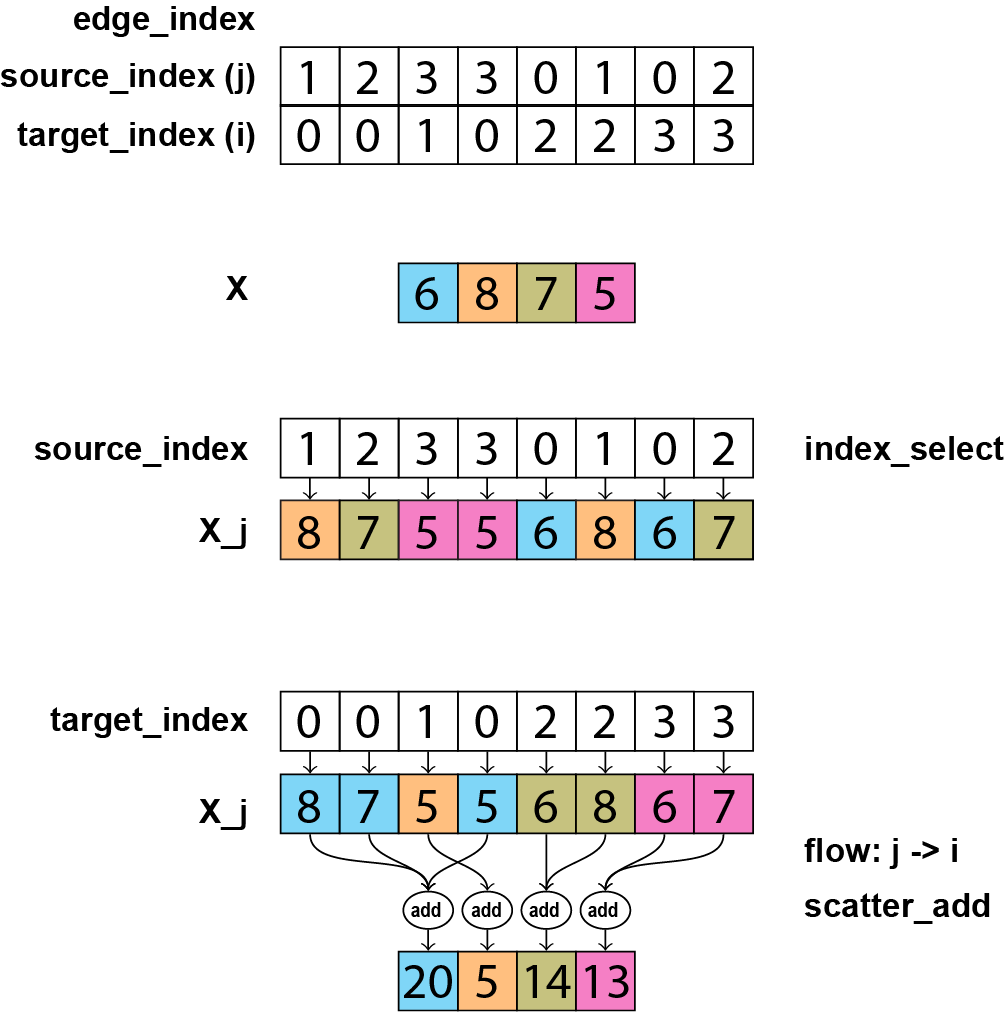 edge_index
source_index (j) 1 2 3 3 0 1 0 2
target_index (i) 0 0 1 0 2 2 3 3
X 6 8 7 5
source_index 1 2 3 3 0 1 0 2 index_select
X_j 8 7 5 5 6 8 6 7
target_index 0 0 1 0 2 2 3 3
X_j 8 7 5 5 6 8 6 7
flow: j -> i
add add add add scatter_add
20 5 14 13